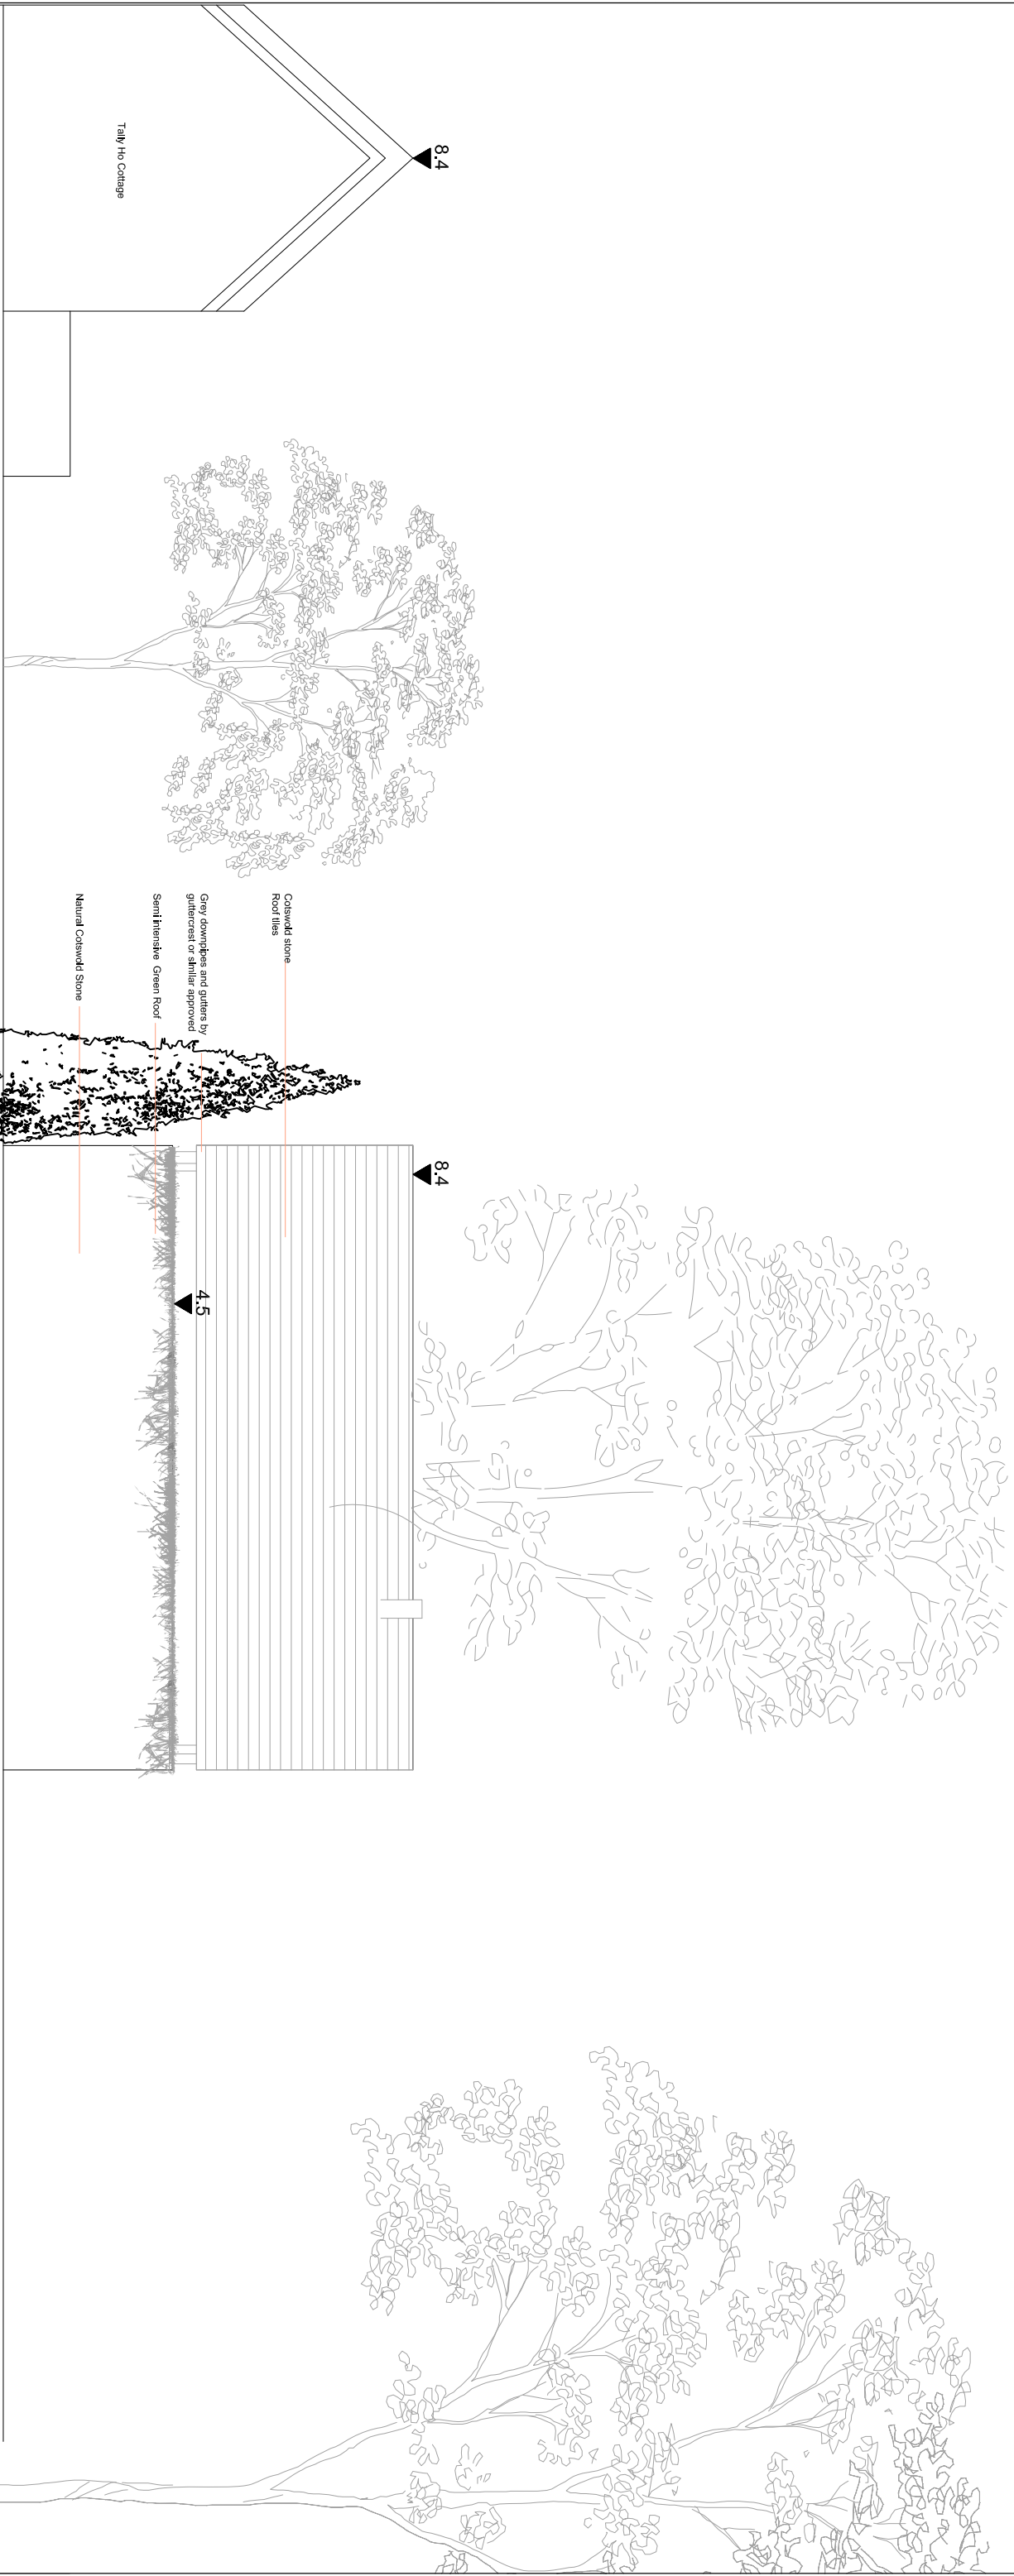 8.4
Tally Ho Cottage
Cotswold stone
Roof tiles
Grey downpipes and gutters by
guttercrest or similar approved
Semi intensive Green Roof
Natural Cotswold Stone
8.4
4.5